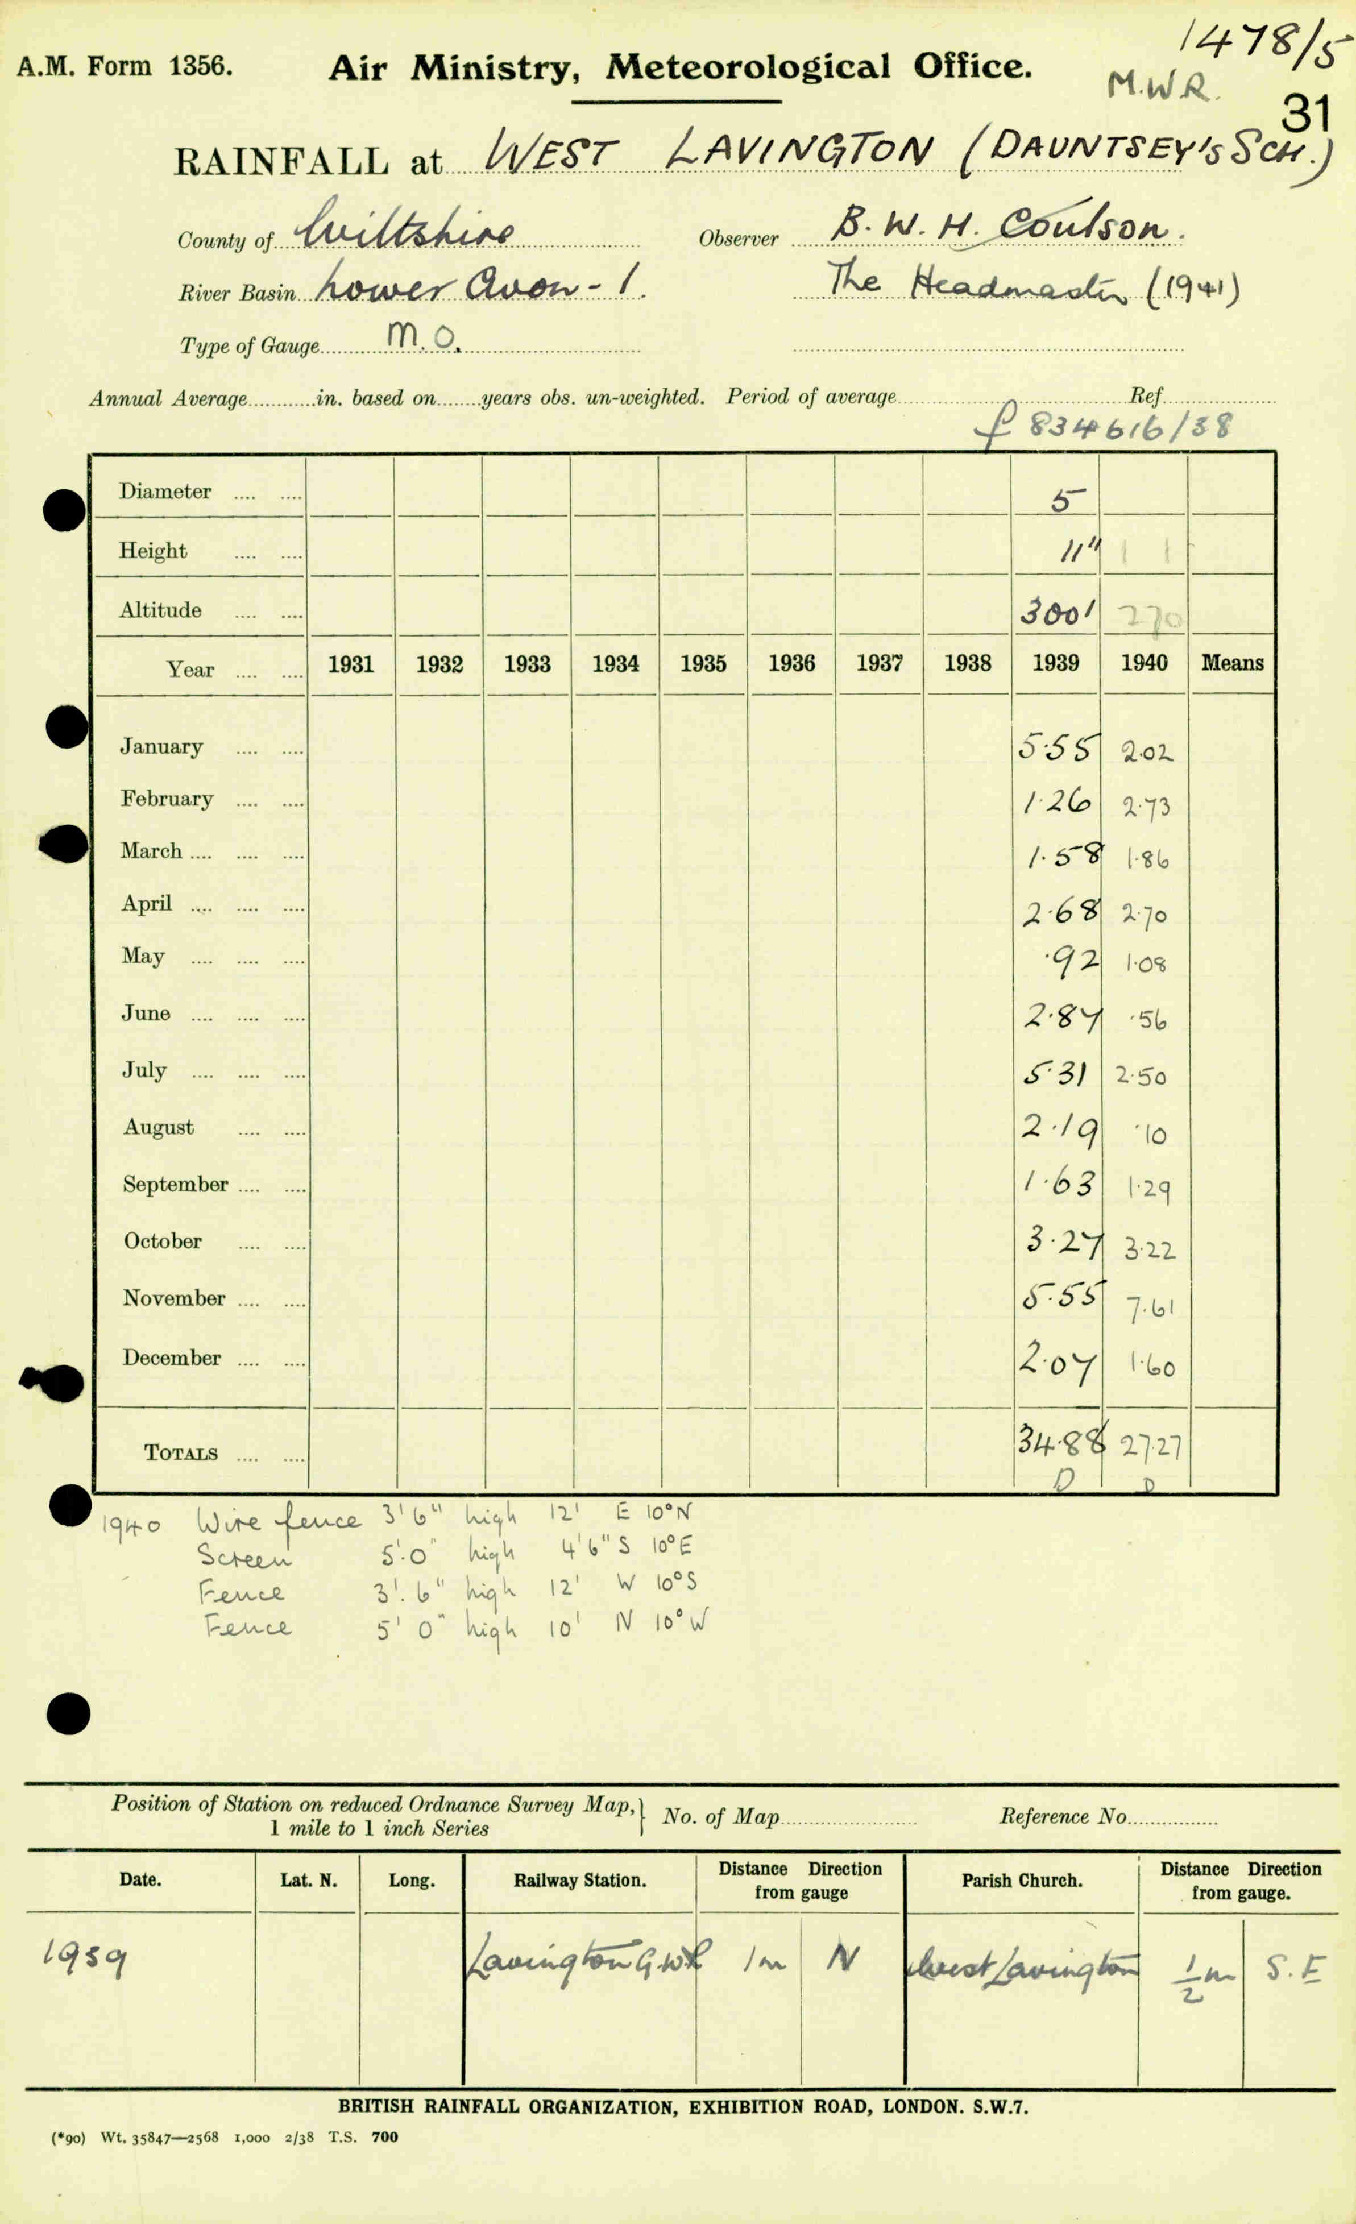 1478/5
A.M. Form 1356. Air Ministry, Meteorological Office.
M.W.R.
31
RAINFALL at WEST LAVINGTON (DAUNTSEY'S SCH.)
County of Wiltshire Observer B. W. H. Coulson.
River Basin Lower Avon - 1. The Headmaster (1941)
Type of Gauge M.O.
Annual Average............in. based on........years obs. un-weighted. Period of average Ref.
834616/38
Diameter .... .... 5
Height .... .... 11" 1 1
Altitude .... .... 300' 270
Year .... .... 1931 1932 1933 1934 1935 1936 1937 1938 1939 1940 Means
January .... .... 5.55 2.02
February .... .... 1.26 2.73
March .... .... .... 1.58 1.86
April .... .... .... 2.68 2.70
May .... .... .... .92 1.08
June .... .... .... 2.87 .56
July .... .... .... 5.31 2.50
August .... .... 2.19 .10
September .... .... 1.63 1.29
October .... .... 3.27 3.22
November .... .... 5.55 7.61
December .... .... 2.07 1.60
TOTALS .... .... 34.88 27.27
D D
1940 Wire fence 3' 6" high 12' E 10°N
Screen 5'.0" high 4'6" S 10°E
Fence 3'.6" high 12' W 10°S
Fence 5' 0" high 10' N 10°W
Position of Station on reduced Ordnance Survey Map,
1 mile to 1 inch Series } No. of Map Reference No.
Date. Lat. N. Long. Railway Station. Distance Direction from gauge Parish Church. Distance Direction from gauge.
1939 Lavington G.W.R 1m N West Lavington ½m S.E
BRITISH RAINFALL ORGANIZATION, EXHIBITION ROAD, LONDON. S.W.7.
(*90) Wt. 35847—2568 1,000 2/38 T.S. 700